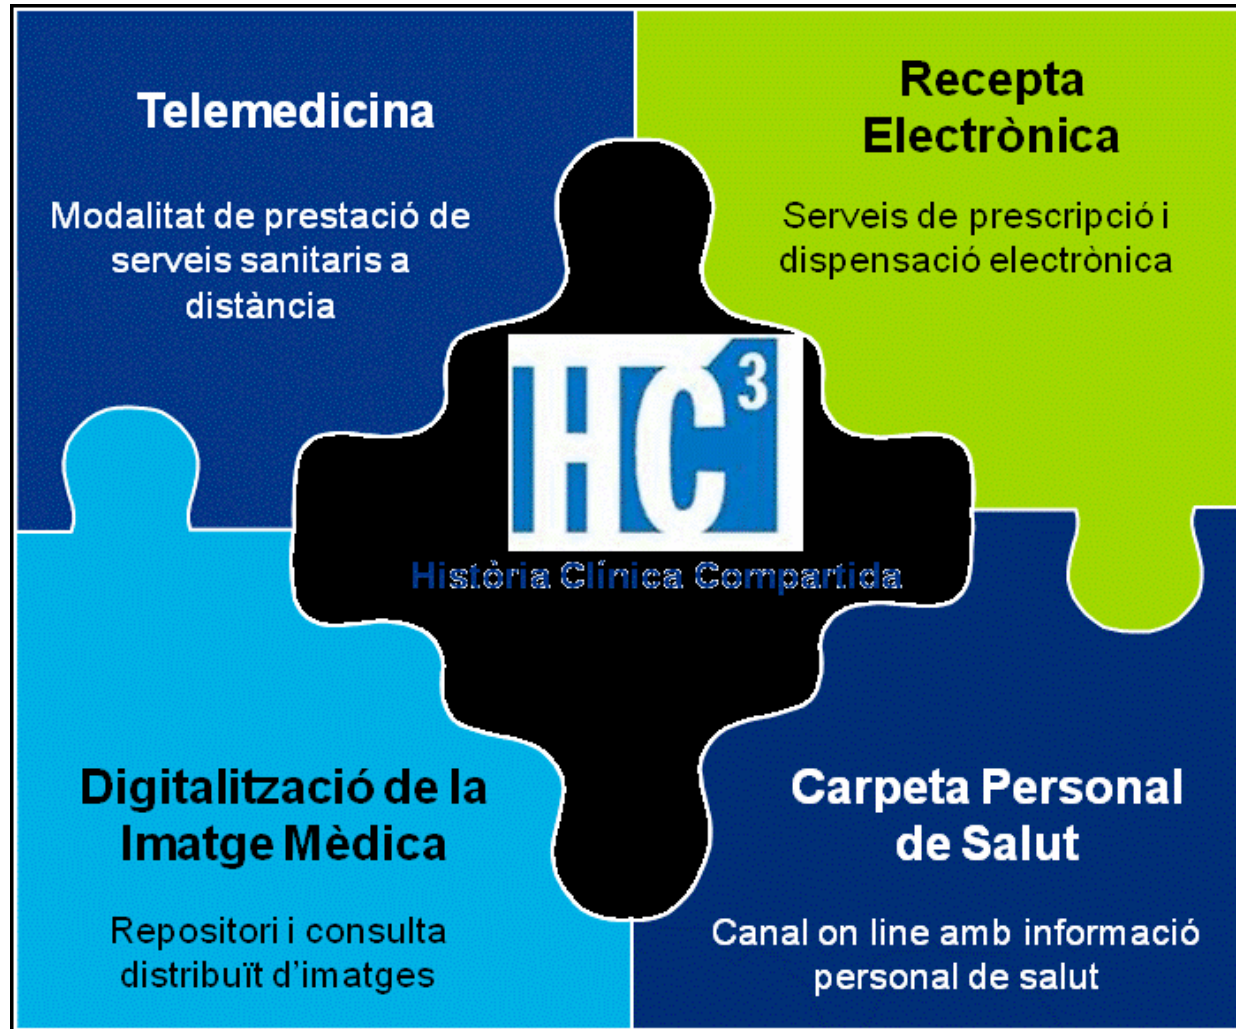 Telemedicina
Modalitat de prestació de
serveis sanitaris a
distància
Recepta
Electrònica
Serveis de prescripció i
dispensació electrònica
HC3
Història Clínica Compartida
Digitalització de la
Imatge Mèdica
Repositori i consulta
distribuït d'imatges
Carpeta Personal
de Salut
Canal on line amb informació
personal de salut